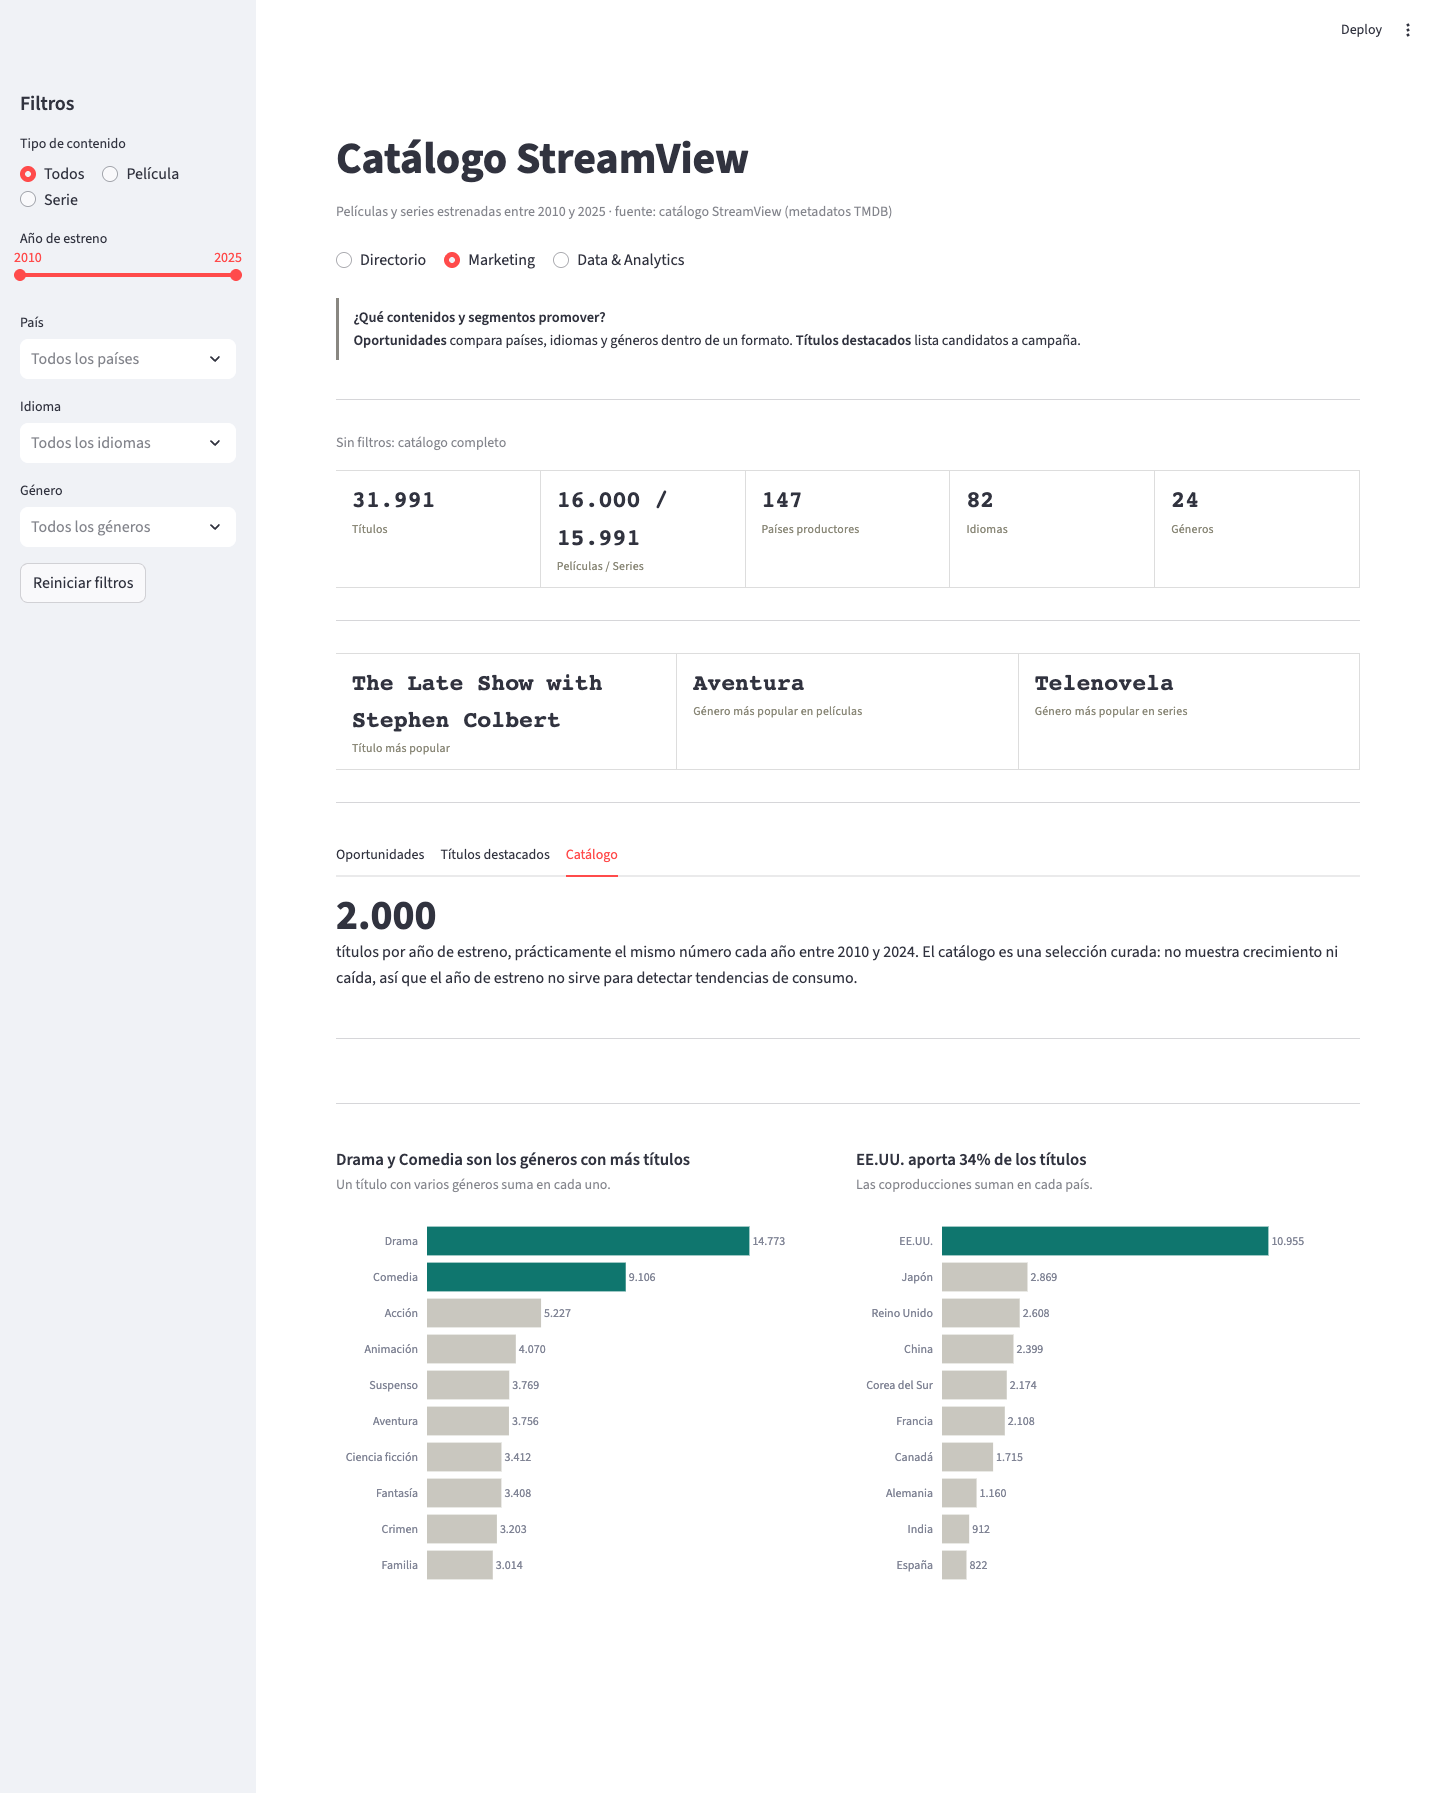 Deploy
Filtros
Tipo de contenido
Todos
Película
Serie
Año de estreno
2010
2025
País
Todos los países
Idioma
Todos los idiomas
Género
Todos los géneros
Reiniciar filtros
Catálogo StreamView
Películas y series estrenadas entre 2010 y 2025 · fuente: catálogo StreamView (metadatos TMDB)
Directorio
Marketing
Data & Analytics
¿Qué contenidos y segmentos promover?
Oportunidades compara países, idiomas y géneros dentro de un formato. Títulos destacados lista candidatos a campaña.
Sin filtros: catálogo completo
31.991
Títulos
16.000 /
15.991
Películas / Series
147
Países productores
82
Idiomas
24
Géneros
The Late Show with
Stephen Colbert
Título más popular
Aventura
Género más popular en películas
Telenovela
Género más popular en series
Oportunidades
Títulos destacados
Catálogo
2.000
títulos por año de estreno, prácticamente el mismo número cada año entre 2010 y 2024. El catálogo es una selección curada: no muestra crecimiento ni
caída, así que el año de estreno no sirve para detectar tendencias de consumo.
Drama y Comedia son los géneros con más títulos
Un título con varios géneros suma en cada uno.
Drama 14.773
Comedia 9.106
Acción 5.227
Animación 4.070
Suspenso 3.769
Aventura 3.756
Ciencia ficción 3.412
Fantasía 3.408
Crimen 3.203
Familia 3.014
EE.UU. aporta 34% de los títulos
Las coproducciones suman en cada país.
EE.UU. 10.955
Japón 2.869
Reino Unido 2.608
China 2.399
Corea del Sur 2.174
Francia 2.108
Canadá 1.715
Alemania 1.160
India 912
España 822